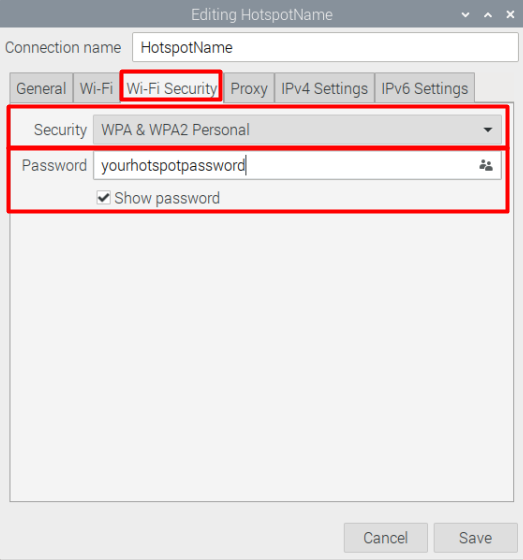 Editing HotspotName
Connection name HotspotName
General Wi-Fi Wi-Fi Security Proxy IPv4 Settings IPv6 Settings
Security WPA & WPA2 Personal
Password yourhotspotpassword
Show password
Cancel Save